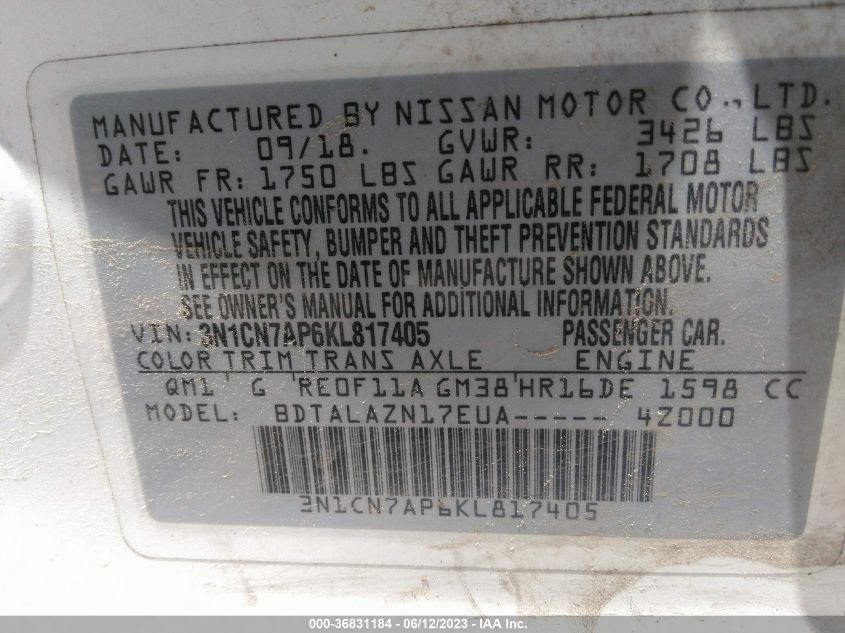 MANUFACTURED BY NISSAN MOTOR CO., LTD.
DATE: 09/18. GVWR: 3426 LBS
GAWR FR: 1750 LBS GAWR RR: 1708 LBS
THIS VEHICLE CONFORMS TO ALL APPLICABLE FEDERAL MOTOR
VEHICLE SAFETY, BUMPER AND THEFT PREVENTION STANDARDS
IN EFFECT ON THE DATE OF MANUFACTURE SHOWN ABOVE.
SEE OWNER'S MANUAL FOR ADDITIONAL INFORMATION.
VIN: 3N1CN7AP6KL817405 PASSENGER CAR.
COLOR TRIM TRANS AXLE ENGINE
QM1 G RE0F11A GM38 HR16DE 1598 CC
MODEL: BDTALAZN17EUA----- 4Z000
3N1CN7AP6KL817405
000-36831184 - 06/12/2023 - IAA Inc.